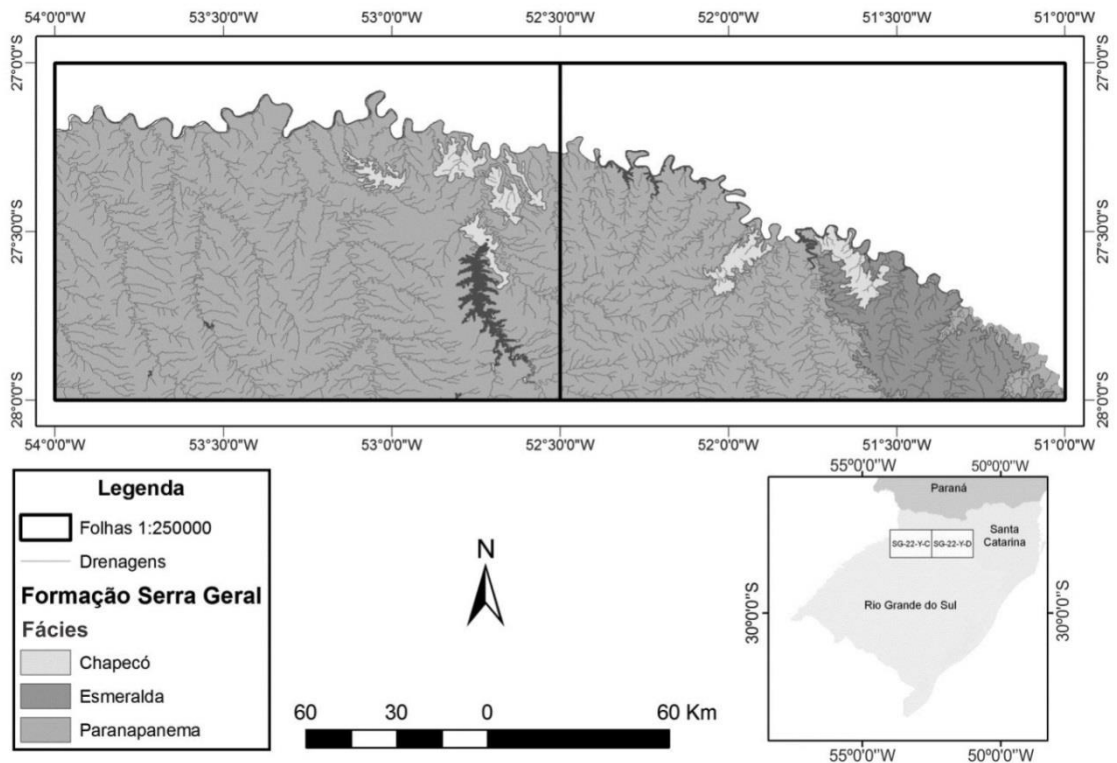 54°0'0"W 53°30'0"W 53°0'0"W 52°30'0"W 52°0'0"W 51°30'0"W 51°0'0"W
27°0'0"S 27°0'0"S
27°30'0"S 27°30'0"S
28°0'0"S 28°0'0"S
54°0'0"W 53°30'0"W 53°0'0"W 52°30'0"W 52°0'0"W 51°30'0"W 51°0'0"W
Legenda
Folhas 1:250000
Drenagens
Formação Serra Geral
Fácies
Chapecó
Esmeralda
Paranapanema
N
60 30 0 60 Km
55°0'0"W 50°0'0"W
Paraná
Santa
Catarina
SG-22-Y-C SG-22-Y-D
Rio Grande do Sul
30°0'0"S 30°0'0"S
55°0'0"W 50°0'0"W